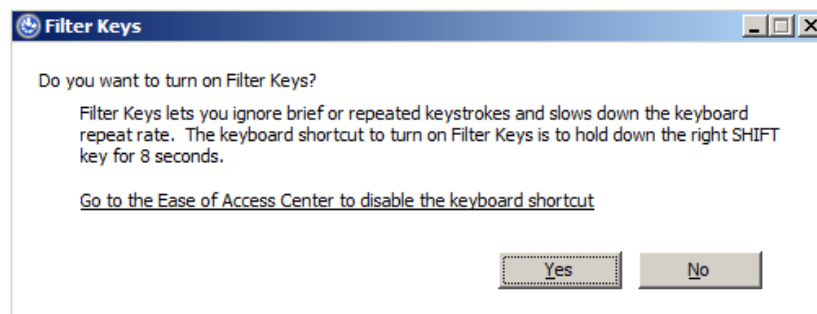 Filter Keys
Do you want to turn on Filter Keys?
Filter Keys lets you ignore brief or repeated keystrokes and slows down the keyboard
repeat rate.  The keyboard shortcut to turn on Filter Keys is to hold down the right SHIFT
key for 8 seconds.
Go to the Ease of Access Center to disable the keyboard shortcut
Yes No